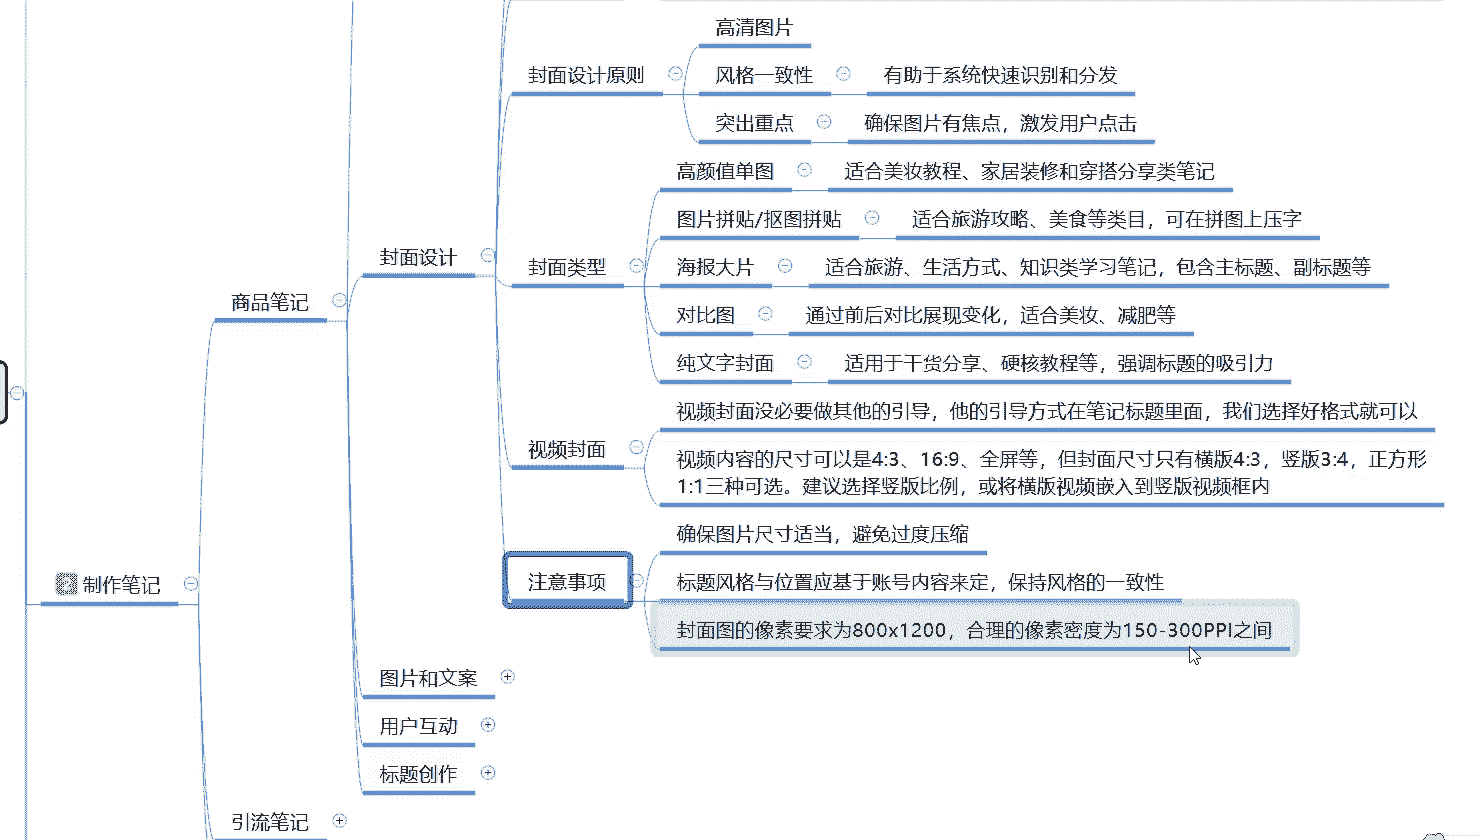 高清图片
封面设计原则
风格一致性
有助于系统快速识别和分发
突出重点
确保图片有焦点，激发用户点击
高颜值单图
适合美妆教程、家居装修和穿搭分享类笔记
图片拼贴/抠图拼贴
适合旅游攻略、美食等类目，可在拼图上压字
封面设计
封面类型
海报大片
适合旅游、生活方式、知识类学习笔记，包含主标题、副标题等
商品笔记
对比图
通过前后对比展现变化，适合美妆、减肥等
纯文字封面
适用于干货分享、硬核教程等，强调标题的吸引力
视频封面没必要做其他的引导，他的引导方式在笔记标题里面，我们选择好格式就可以
视频封面
视频内容的尺寸可以是4:3、16:9、全屏等，但封面尺寸只有横版4:3，竖版3:4，正方形
1:1三种可选。建议选择竖版比例，或将横版视频嵌入到竖版视频框内
确保图片尺寸适当，避免过度压缩
制作笔记
注意事项
标题风格与位置应基于账号内容来定，保持风格的一致性
封面图的像素要求为800x1200，合理的像素密度为150-300PPI之间
图片和文案
用户互动
标题创作
引流笔记